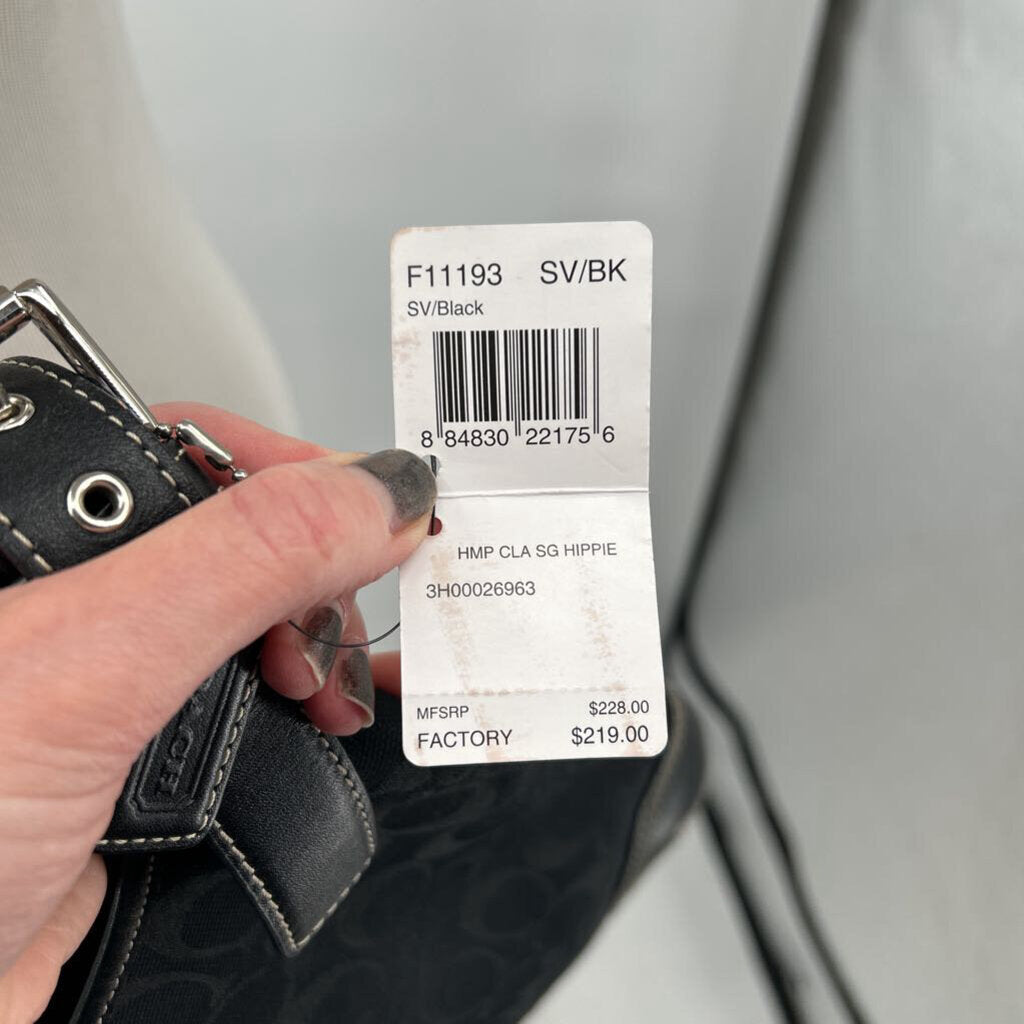 F11193 SV/BK
SV/Black
8 84830 22175 6
HMP CLA SG HIPPIE
3H00026963
MFSRP $228.00
FACTORY $219.00